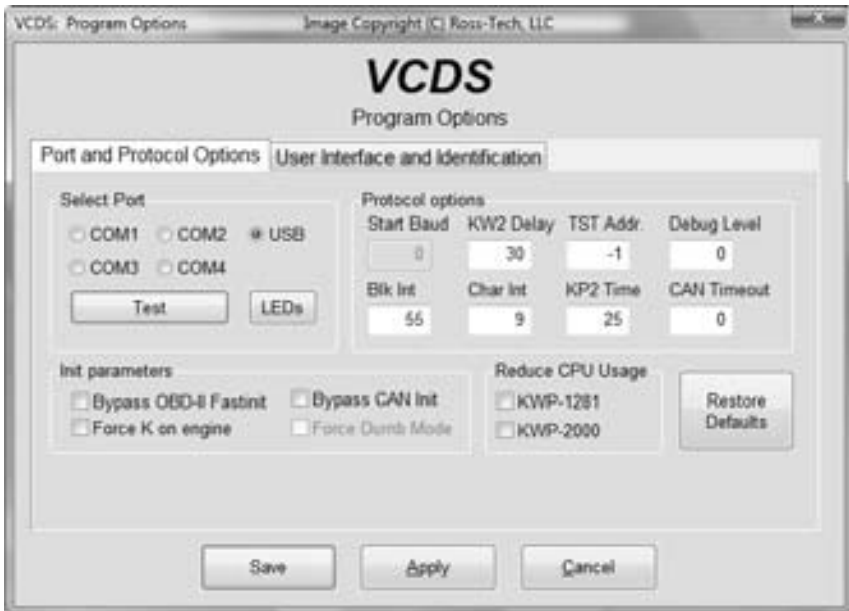 VCDS: Program Options Image Copyright (C) Ross-Tech, LLC
VCDS
Program Options
Port and Protocol Options User Interface and Identification
Select Port
COM1 COM2 USB
COM3 COM4
Test LEDs
Protocol options
Start Baud KW2 Delay TST Addr. Debug Level
0 30 -1 0
Blk Int Char Int KP2 Time CAN Timeout
55 9 25 0
Init parameters
Bypass OBD-II Fastinit Bypass CAN Init
Force K on engine Force Dumb Mode
Reduce CPU Usage
KWP-1281
KWP-2000
Restore
Defaults
Save Apply Cancel